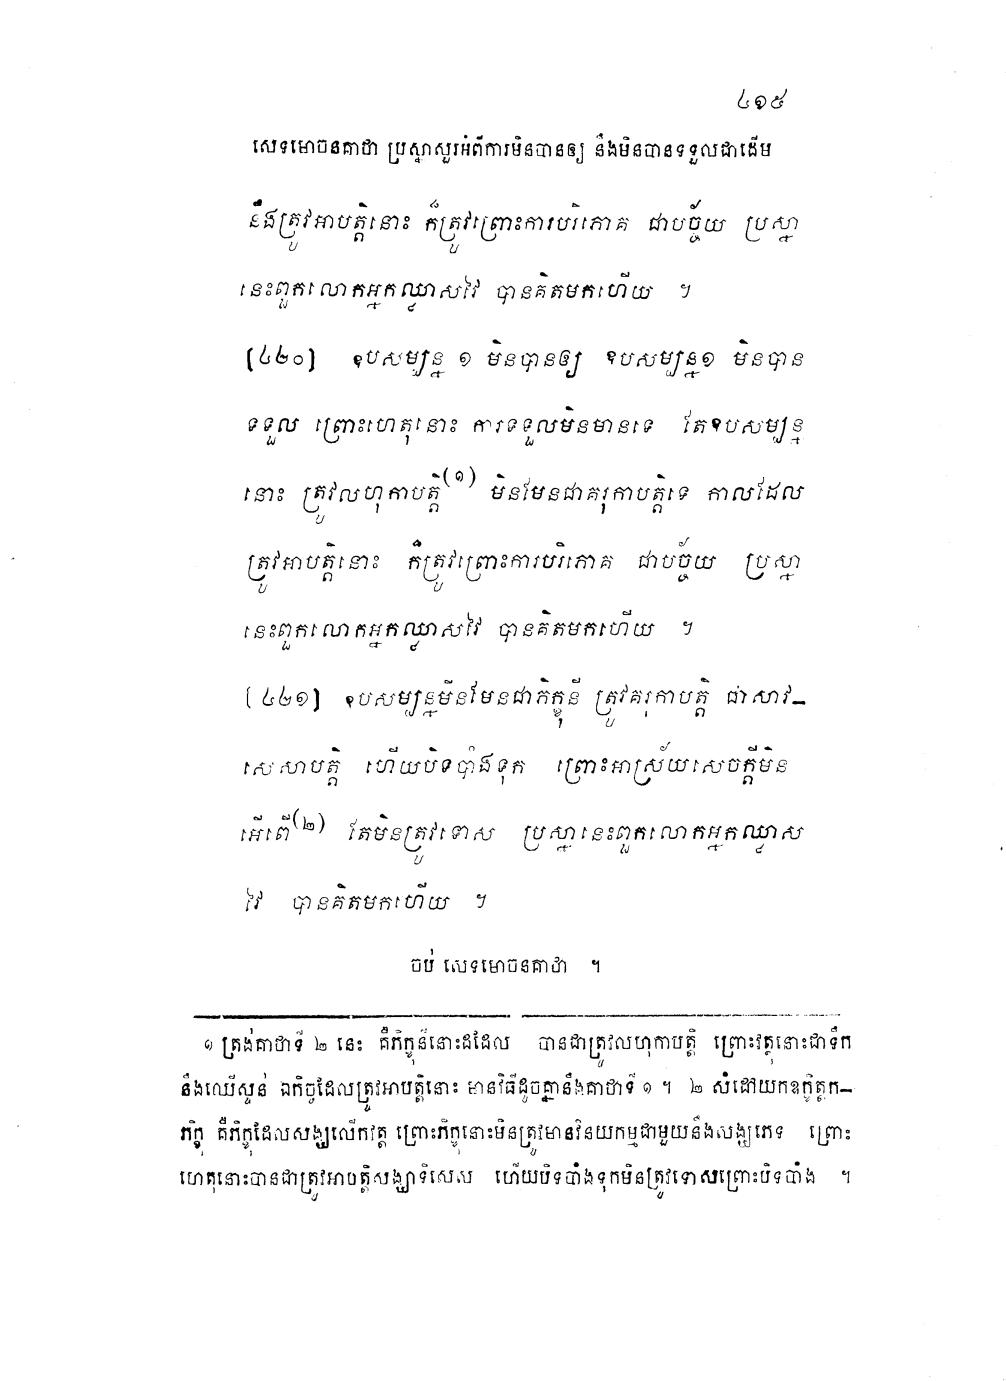 ៤១៥
សេទមោចនគាថា ប្រស្នាសួរអំពីការមិនបានឲ្យ និងមិនបានទទួលជាដើម
នឹងត្រូវអាបត្តិនោះ ក៏ត្រូវព្រោះការបរិភោគ ជាបច្ច័យ ប្រស្នា
នេះពួកលោកអ្នកឈ្លាសវៃ បានគិតមកហើយ ។
[៤២០] ឧបសម្បន្ន ១ មិនបានឲ្យ ឧបសម្បន្ន១ មិនបាន
ទទួល ព្រោះហេតុនោះ ការទទួលមិនមានទេ តែឧបសម្បន្ន
នោះ ត្រូវលហុកាបត្តិ(១) មិនមែនជាគរុកាបត្តិទេ កាលដែល
ត្រូវអាបត្តិនោះ ក៏ត្រូវព្រោះការបរិភោគ ជាបច្ច័យ ប្រស្នា
នេះពួកលោកអ្នកឈ្លាសវៃ បានគិតមកហើយ ។
[៤២១] ឧបសម្បន្នមិនមែនជាភិក្ខុនី ត្រូវគរុកាបត្តិ ជាសាវ-
សេសាបត្តិ ហើយបិទបាំងទុក ព្រោះអាស្រ័យសេចក្តីមិន
អើពើ(២) តែមិនត្រូវទោស ប្រស្នានេះពួកលោកអ្នកឈ្លាស
វៃ បានគិតមកហើយ ។
ចប់ សេទមោចនគាថា ។
១ ត្រង់គាថាទី ២ នេះ គឺភិក្ខុនីនោះដដែល បានជាត្រូវលហុកាបត្តិ ព្រោះវត្ថុនោះជាទឹក
នឹងឈើស្ទន់ ឯកិច្ចដែលត្រូវអាបត្តិនោះ មានវិធីដូចគ្នានឹងគាថាទី ១ ។ ២ សំដៅយកឧក្ខិត្តក-
ភិក្ខុ គឺភិក្ខុដែលសង្ឃលើកវត្ត ព្រោះភិក្ខុនោះមិនត្រូវមានវិនយកម្មជាមួយនឹងសង្ឃទេ ព្រោះ
ហេតុនោះបានជាត្រូវអាបត្តិសង្ឃាទិសេស ហើយបិទបាំងទុកមិនត្រូវទោសព្រោះបិទបាំង ។